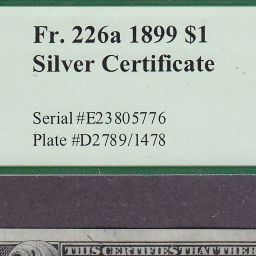 Fr. 226a 1899 $1
Silver Certificate
Serial #E23805776
Plate #D2789/1478
THIS CERTIFIES THAT THER